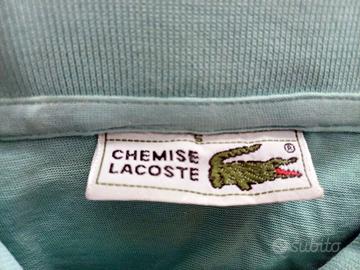 CHEMISE
LACOSTE
®
subito